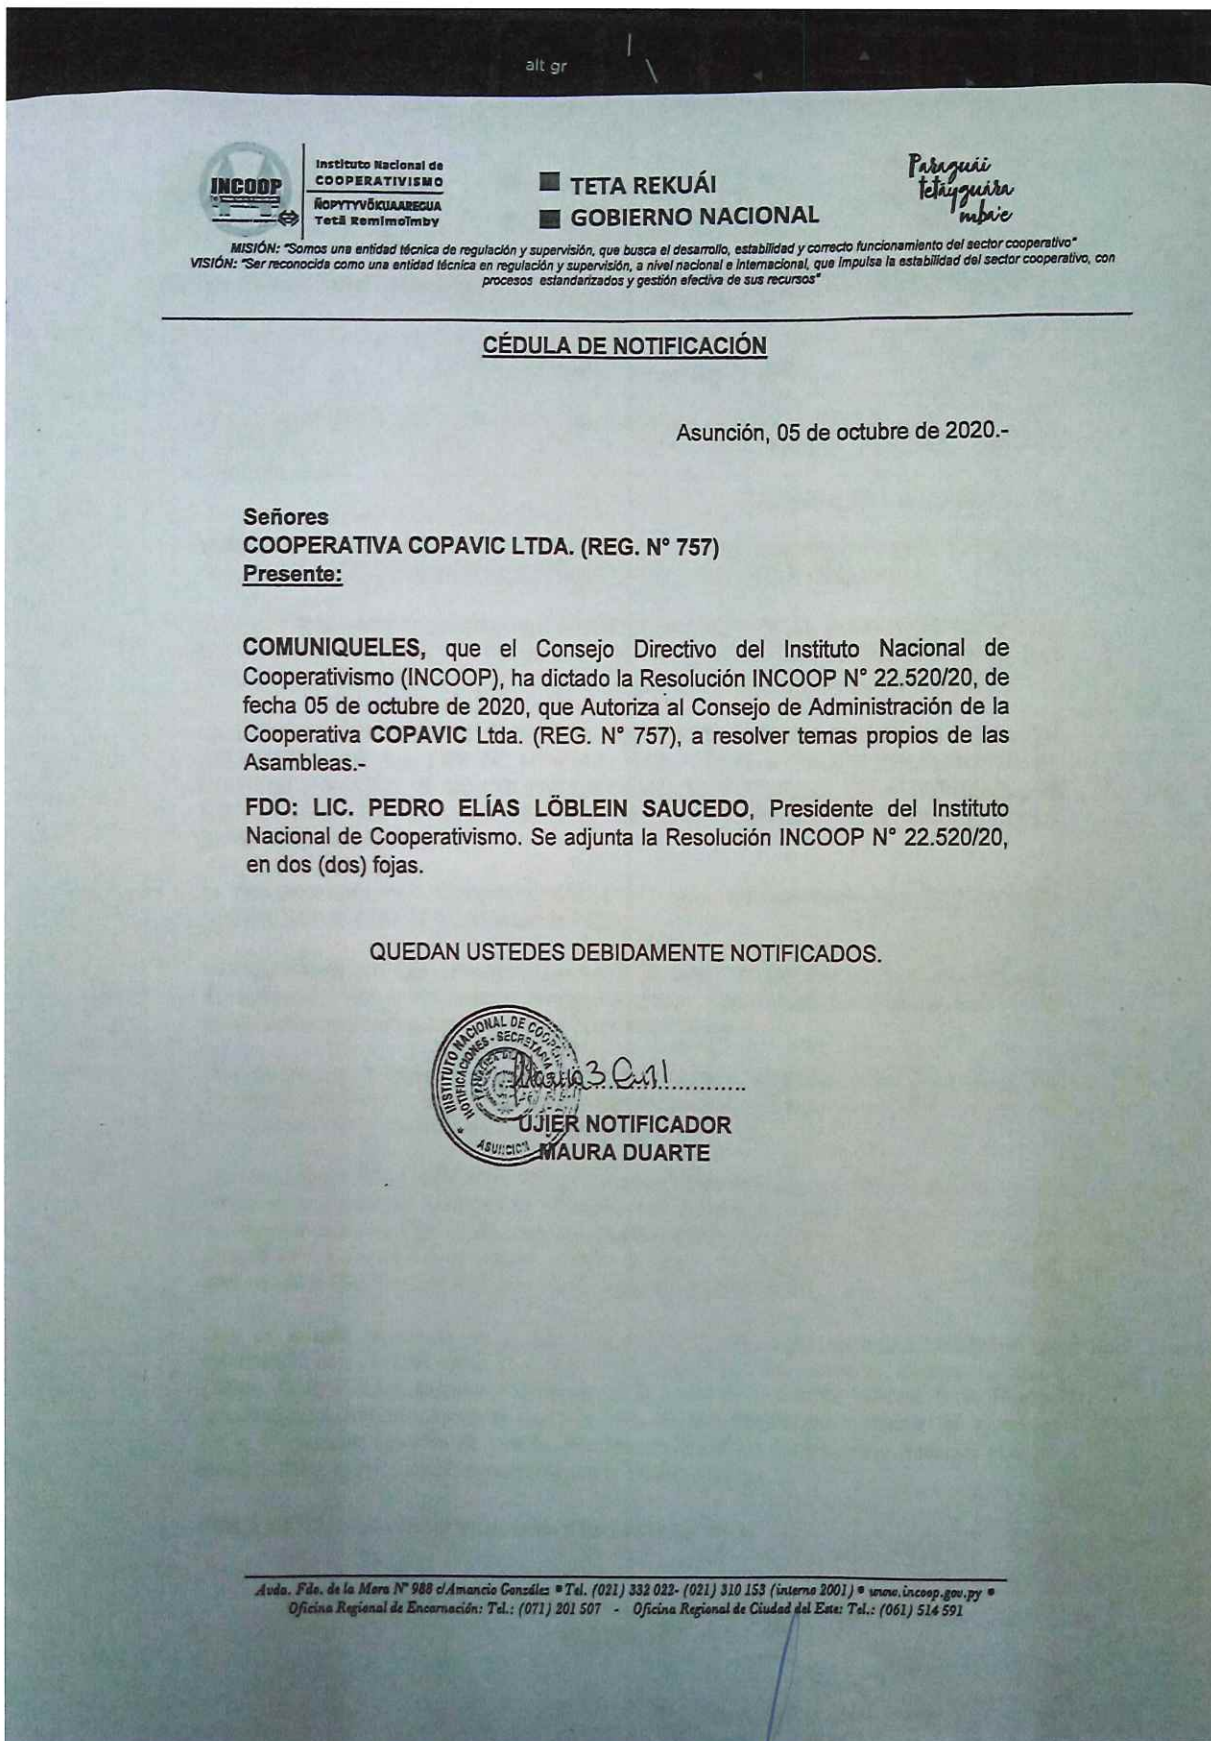 alt gr
INCOOP
Instituto Nacional de
COOPERATIVISMO
ÑOPYTYVÕKUAAREGUA
Tetã Remimoĩmby
TETA REKUÁI
GOBIERNO NACIONAL
Paraguái
tetãyguára
mba'e
MISIÓN: "Somos una entidad técnica de regulación y supervisión, que busca el desarrollo, estabilidad y correcto funcionamiento del sector cooperativo"
VISIÓN: "Ser reconocida como una entidad técnica en regulación y supervisión, a nivel nacional e internacional, que impulsa la estabilidad del sector cooperativo, con
procesos estandarizados y gestión efectiva de sus recursos"
CÉDULA DE NOTIFICACIÓN
Asunción, 05 de octubre de 2020.-
Señores
COOPERATIVA COPAVIC LTDA. (REG. N° 757)
Presente:
COMUNIQUELES, que el Consejo Directivo del Instituto Nacional de
Cooperativismo (INCOOP), ha dictado la Resolución INCOOP N° 22.520/20, de
fecha 05 de octubre de 2020, que Autoriza al Consejo de Administración de la
Cooperativa COPAVIC Ltda. (REG. N° 757), a resolver temas propios de las
Asambleas.-
FDO: LIC. PEDRO ELÍAS LÖBLEIN SAUCEDO, Presidente del Instituto
Nacional de Cooperativismo. Se adjunta la Resolución INCOOP N° 22.520/20,
en dos (dos) fojas.
QUEDAN USTEDES DEBIDAMENTE NOTIFICADOS.
INSTITUTO NACIONAL DE
NOTIFICACIONES - SECRETARIA
ASUNCION
UJIER NOTIFICADOR
MAURA DUARTE
Avda. Fdo. de la Mora N° 988 c/Amancio González • Tel. (021) 332 022- (021) 310 153 (interno 2001) • www.incoop.gov.py •
Oficina Regional de Encarnación: Tel.: (071) 201 507 - Oficina Regional de Ciudad del Este: Tel.: (061) 514 591